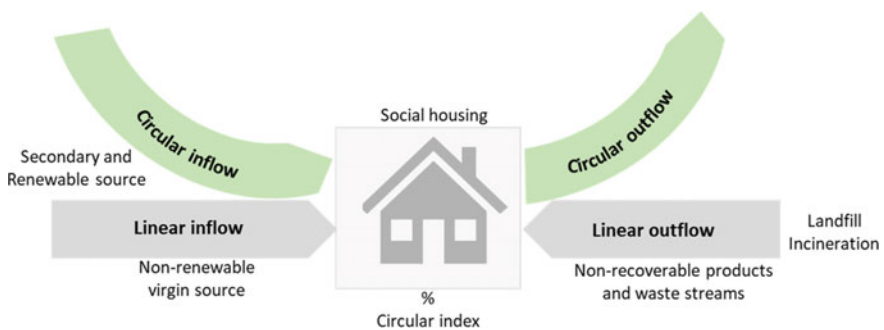 Circular inflow
Secondary and
Renewable source
Linear inflow
Non-renewable
virgin source
Social housing
%
Circular index
Circular outflow
Linear outflow
Landfill
Incineration
Non-recoverable products
and waste streams